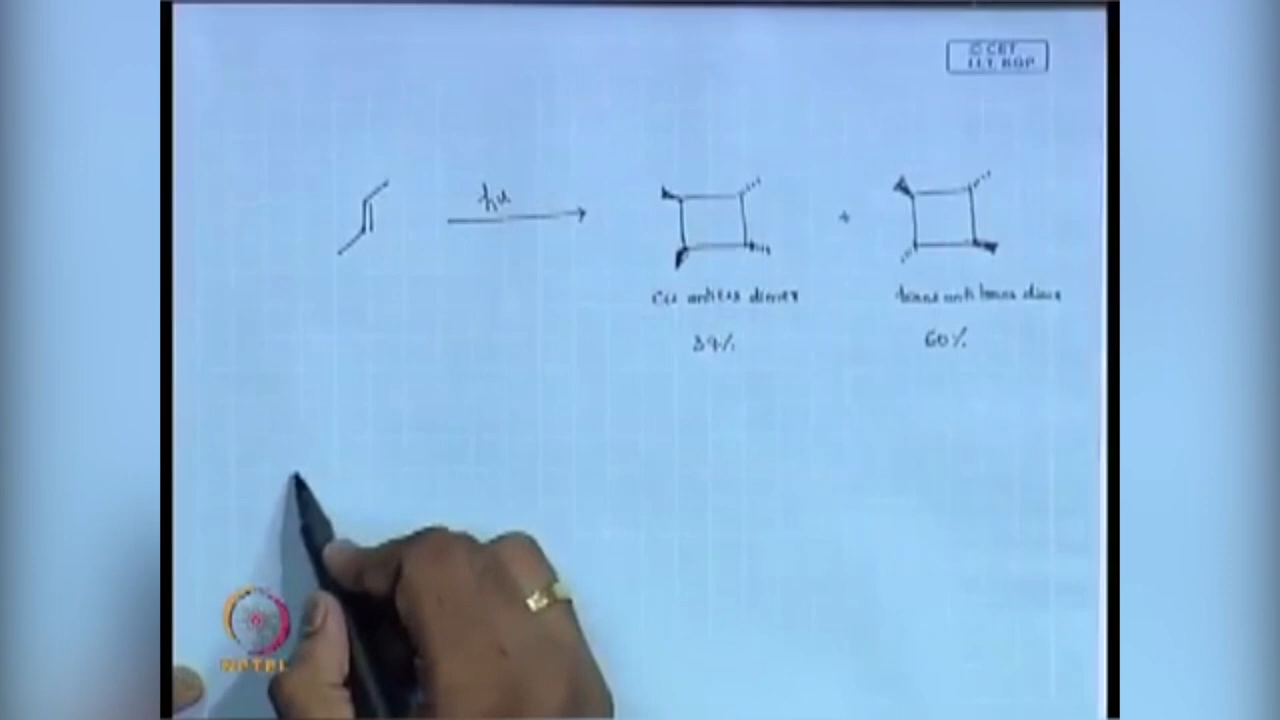 © CET
I.I.T. KGP
hν
+
Cis anti cis dimer
trans anti trans dimer
39%
60%
NPTEL